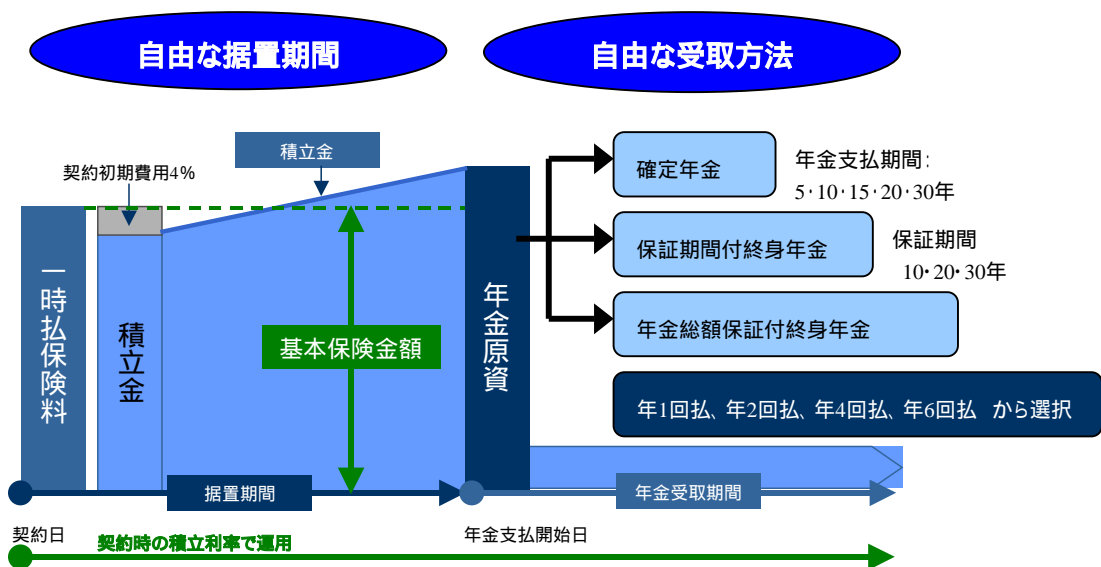 自由な据置期間
自由な受取方法
積立金
契約初期費用4%
一時払保険料
積立金
基本保険金額
年金原資
確定年金
年金支払期間：
5・10・15・20・30年
保証期間付終身年金
保証期間
10・20・30年
年金総額保証付終身年金
年1回払、年2回払、年4回払、年6回払　から選択
据置期間
年金受取期間
契約日
年金支払開始日
契約時の積立利率で運用